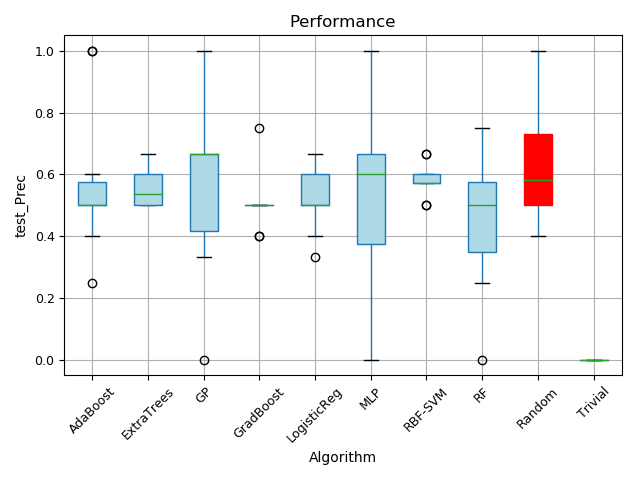 Performance
test_Prec
1.0
0.8
0.6
0.4
0.2
0.0
AdaBoost
ExtraTrees
GP
GradBoost
LogisticReg
MLP
RBF-SVM
RF
Random
Trivial
Algorithm